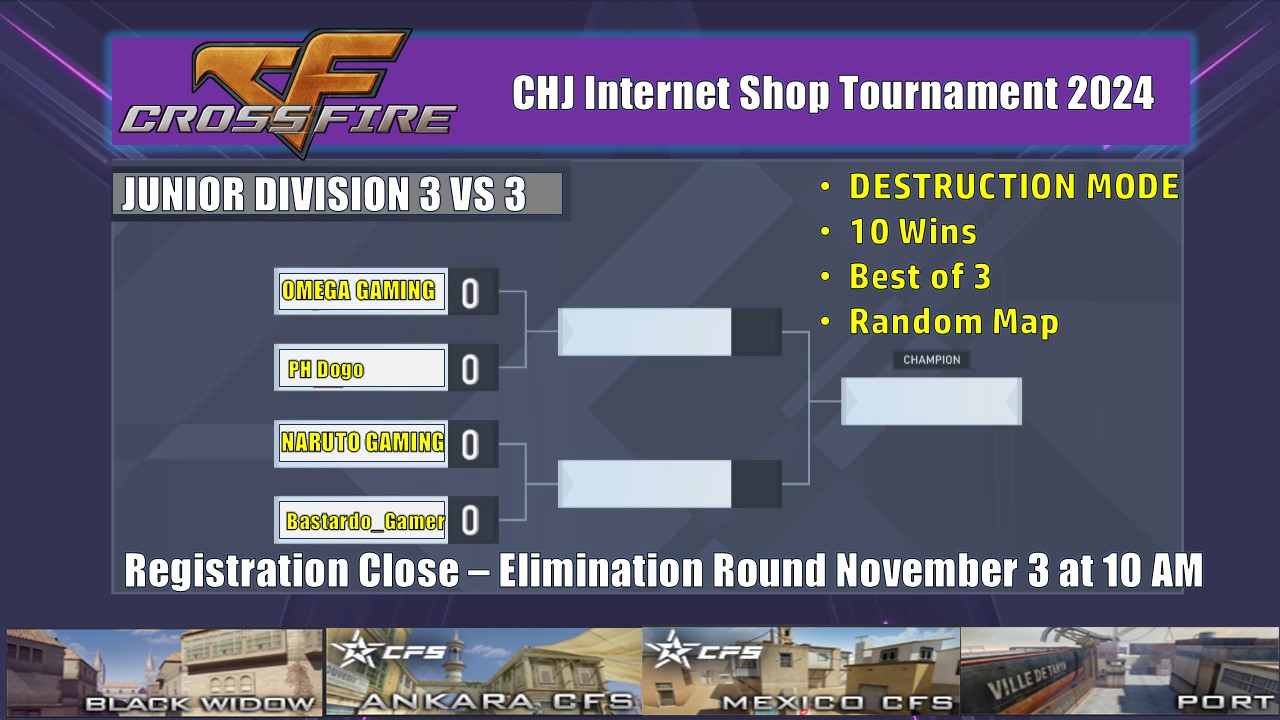 CF
CROSSFIRE
CHJ Internet Shop Tournament 2024
JUNIOR DIVISION 3 VS 3
• DESTRUCTION MODE
• 10 Wins
• Best of 3
• Random Map
OMEGA GAMING 0
PH Dogo 0
NARUTO GAMING 0
Bastardo_Gamer 0
CHAMPION
Registration Close – Elimination Round November 3 at 10 AM
BLACK WIDOW
CFS
ANKARA CFS
CFS
MEXICO CFS
VILLE DE
PORT